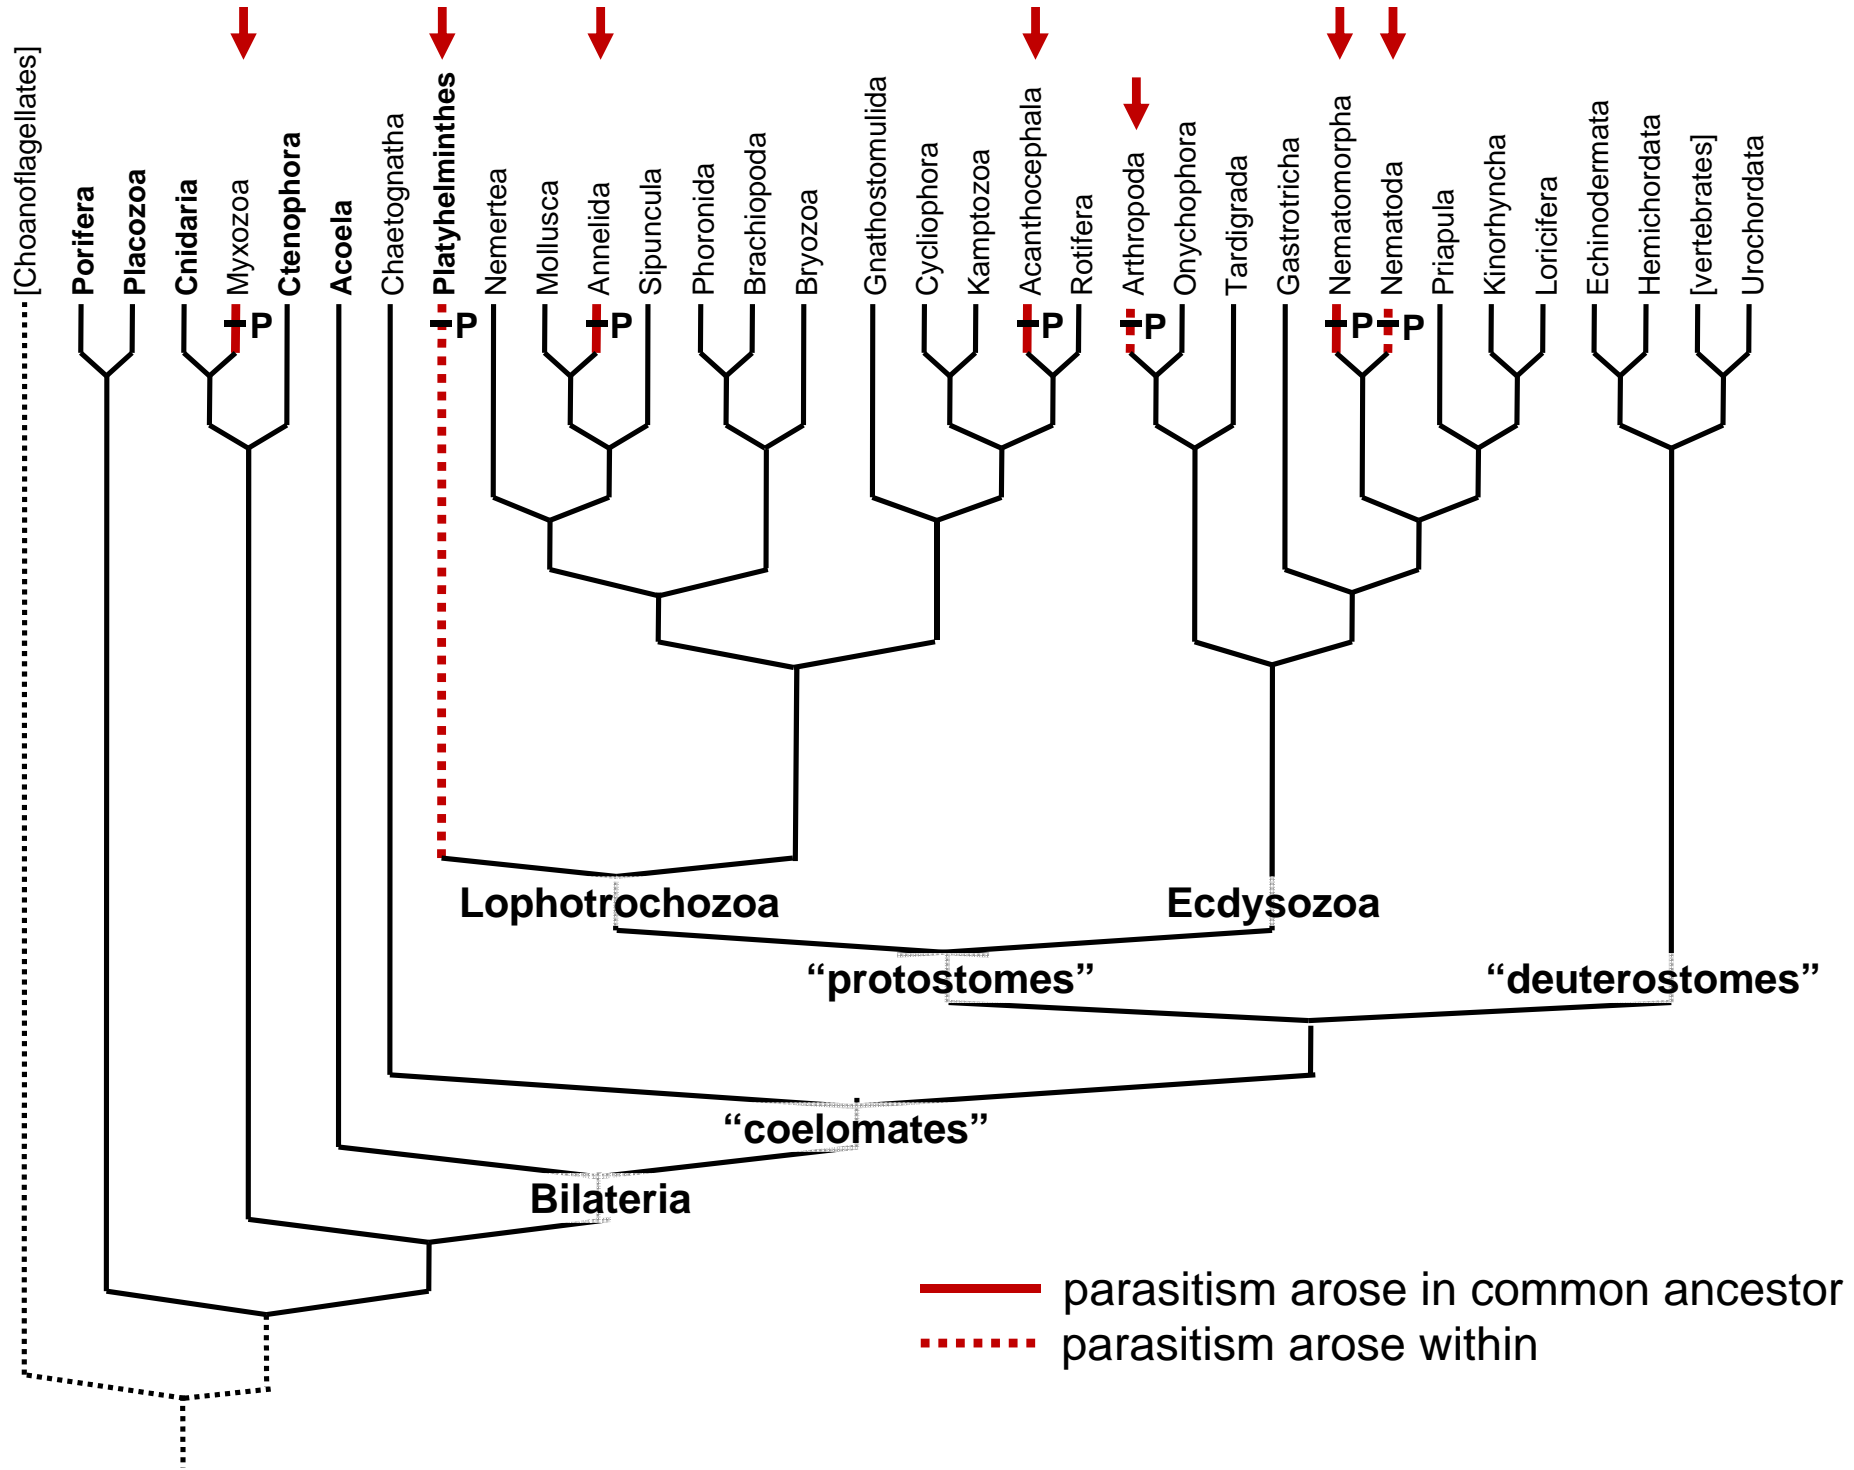 [Choanoflagellates]
Porifera
Placozoa
Cnidaria
Myxozoa
Ctenophora
Acoela
Chaetognatha
Platyhelminthes
Nemertea
Mollusca
Annelida
Sipuncula
Phoronida
Brachiopoda
Bryozoa
Gnathostomulida
Cycliophora
Kamptozoa
Acanthocephala
Rotifera
Arthropoda
Onychophora
Tardigrada
Gastrotricha
Nematomorpha
Nematoda
Priapula
Kinorhyncha
Loricifera
Echinodermata
Hemichordata
[vertebrates]
Urochordata
P
P
P
P
P
P
P
Lophotrochozoa
Ecdysozoa
“protostomes”
“deuterostomes”
“coelomates”
Bilateria
parasitism arose in common ancestor
parasitism arose within